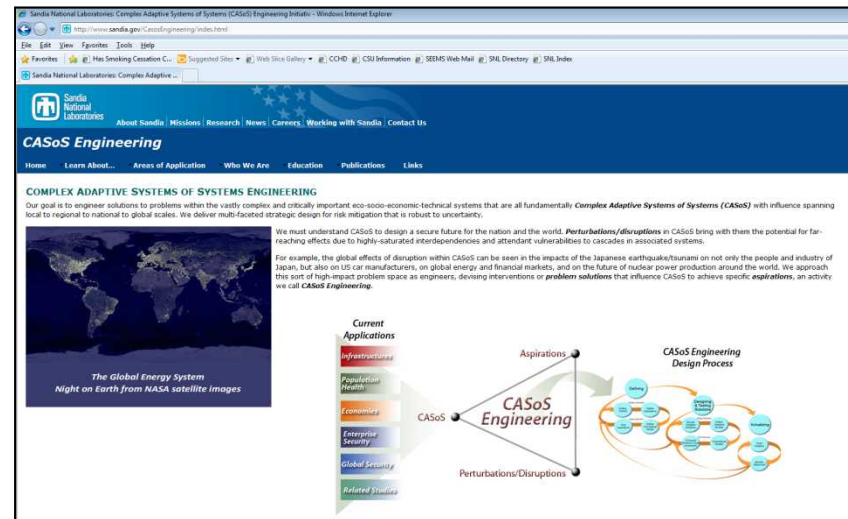 Sandia National Laboratories: Complex Adaptive Systems of Systems (CASoS) Engineering Initiativ - Windows Internet Explorer
http://www.sandia.gov/CasosEngineering/index.html
File Edit View Favorites Tools Help
Favorites Has Smoking Cessation C... Suggested Sites Web Slice Gallery CCHD CSU Information SEEMS Web Mail SNL Directory SNL Index
Sandia National Laboratories: Complex Adaptive ...
Sandia
National
Laboratories
About Sandia Missions Research News Careers Working with Sandia Contact Us
CASoS Engineering
Home Learn About... Areas of Application Who We Are Education Publications Links
COMPLEX ADAPTIVE SYSTEMS OF SYSTEMS ENGINEERING
Our goal is to engineer solutions to problems within the vastly complex and critically important eco-socio-economic-technical systems that are all fundamentally Complex Adaptive Systems of Systems (CASoS) with influence spanning
local to regional to national to global scales. We deliver multi-faceted strategic design for risk mitigation that is robust to uncertainty.
We must understand CASoS to design a secure future for the nation and the world. Perturbations/disruptions in CASoS bring with them the potential for far-
reaching effects due to highly-saturated interdependencies and attendant vulnerabilities to cascades in associated systems.
For example, the global effects of disruption within CASoS can be seen in the impacts of the Japanese earthquake/tsunami on not only the people and industry of
Japan, but also on US car manufacturers, on global energy and financial markets, and on the future of nuclear power production around the world. We approach
this sort of high-impact problem space as engineers, devising interventions or problem solutions that influence CASoS to achieve specific aspirations, an activity
we call CASoS Engineering.
The Global Energy System
Night on Earth from NASA satellite images
Current
Applications
Infrastructures
Population
Health
Economies
Enterprise
Security
Global Security
Related Studies
CASoS
Aspirations
CASoS
Engineering
Perturbations/Disruptions
CASoS Engineering
Design Process
Defining
Designing
& Testing
Solutions
Actualizing